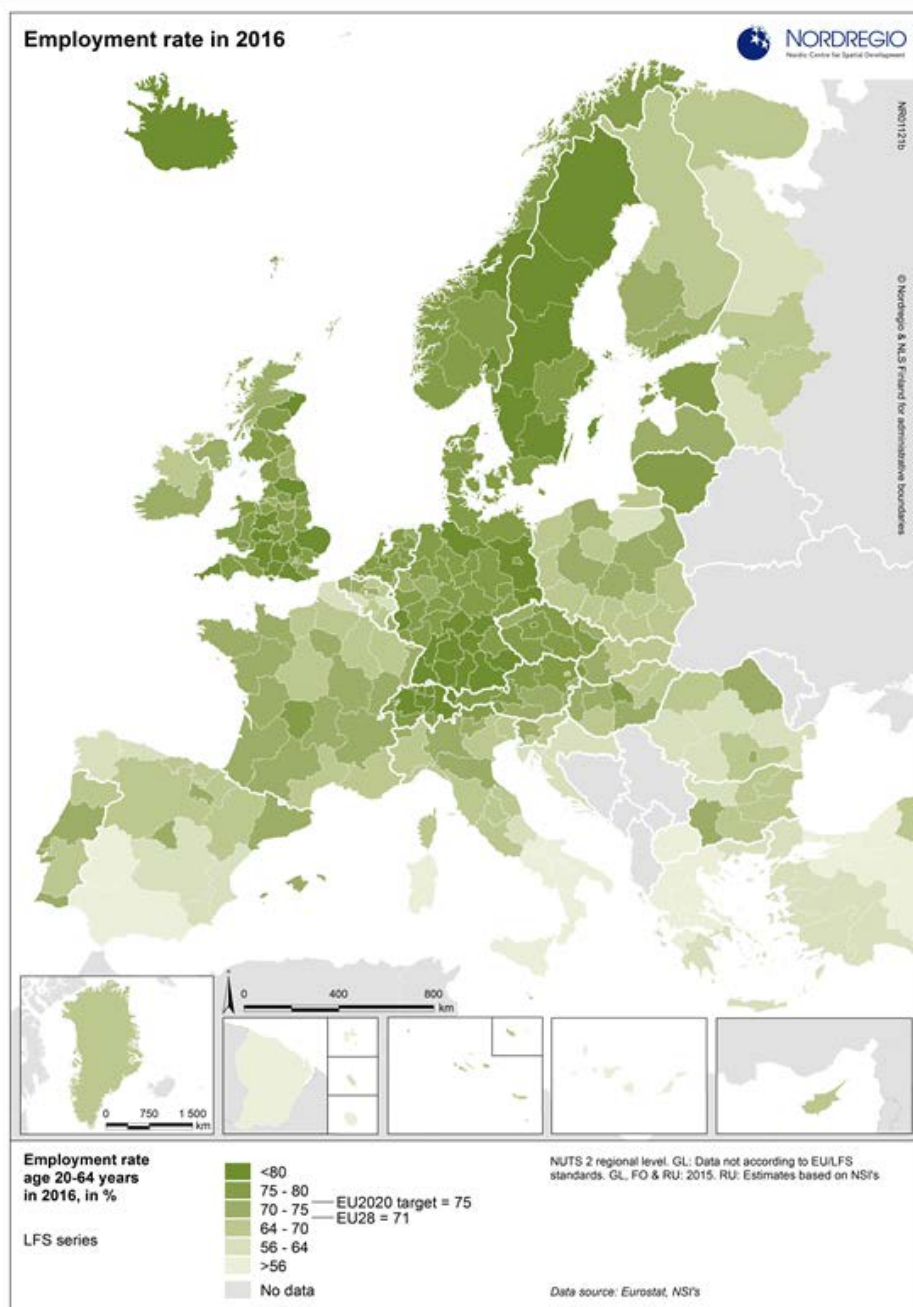 Employment rate in 2016
NORDREGIO
Nordic Centre for Spatial Development
NR01121b
© Nordregio & NLS Finland for administrative boundaries
0 400 800
km
0 750 1 500
km
Employment rate
age 20-64 years
in 2016, in %
LFS series
<80
75 - 80
70 - 75
64 - 70
56 - 64
>56
No data
EU2020 target = 75
EU28 = 71
NUTS 2 regional level. GL: Data not according to EU/LFS
standards. GL, FO & RU: 2015. RU: Estimates based on NSI's
Data source: Eurostat, NSI's